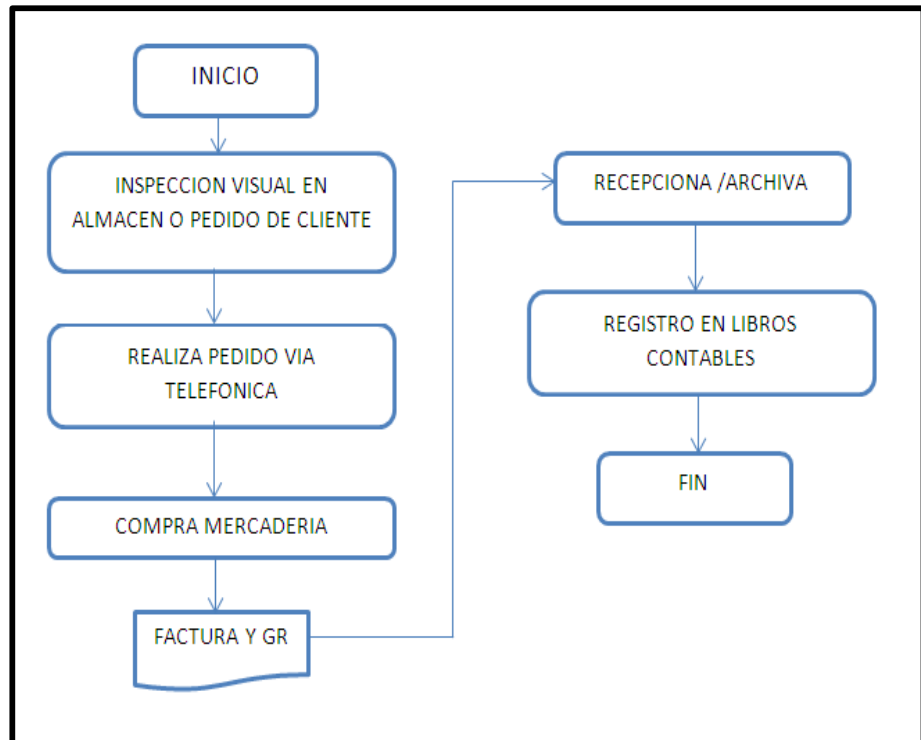 INICIO
INSPECCION VISUAL EN
ALMACEN O PEDIDO DE CLIENTE
REALIZA PEDIDO VIA
TELEFONICA
COMPRA MERCADERIA
FACTURA Y GR
RECEPCIONA /ARCHIVA
REGISTRO EN LIBROS
CONTABLES
FIN